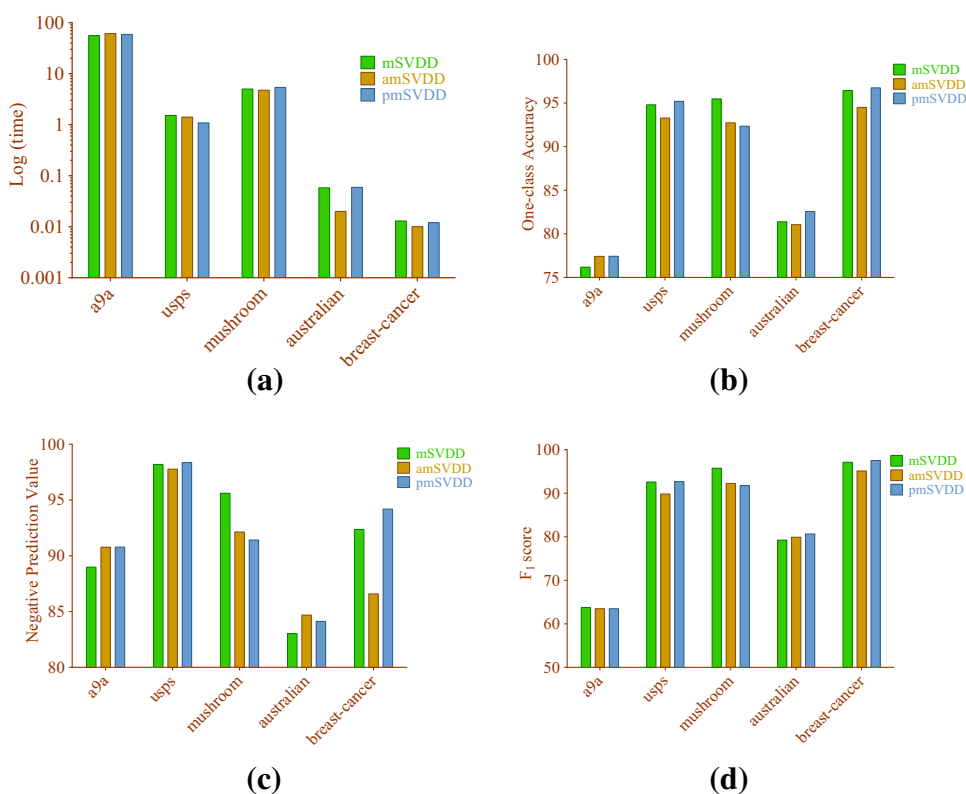 100
10
1
0.1
0.01
0.001
Log (time)
mSVDD
amSVDD
pmSVDD
a9a
usps
mushroom
australian
breast-cancer
(a)
100
95
90
85
80
75
One-class Accuracy
mSVDD
amSVDD
pmSVDD
a9a
usps
mushroom
australian
breast-cancer
(b)
100
95
90
85
80
Negative Prediction Value
mSVDD
amSVDD
pmSVDD
a9a
usps
mushroom
australian
breast-cancer
(c)
100
90
80
70
60
50
F1 score
mSVDD
amSVDD
pmSVDD
a9a
usps
mushroom
australian
breast-cancer
(d)